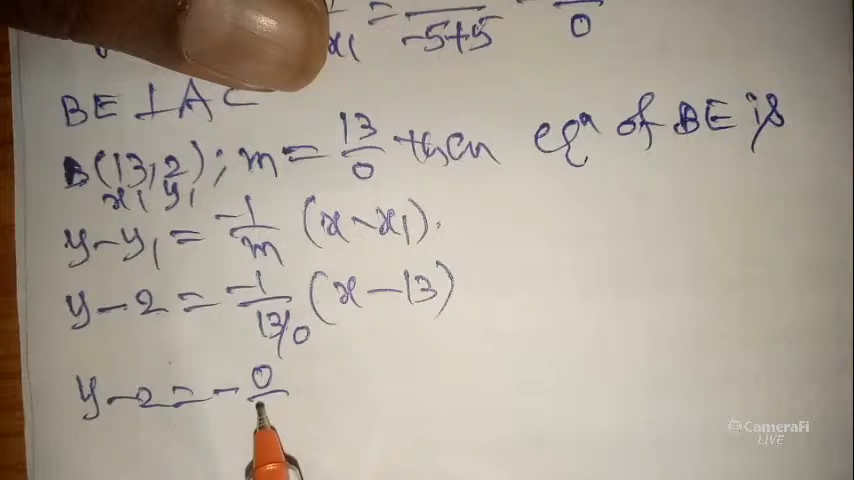 x₁ = -5+5 0
BE ⊥ AC
B(13,2); m = 13/0 then eqn of BE is
x₁ y₁
y-y₁ = -1/m (x-x₁).
y-2 = -1/13/0 (x-13)
y-2 = -0
CameraFi
LIVE